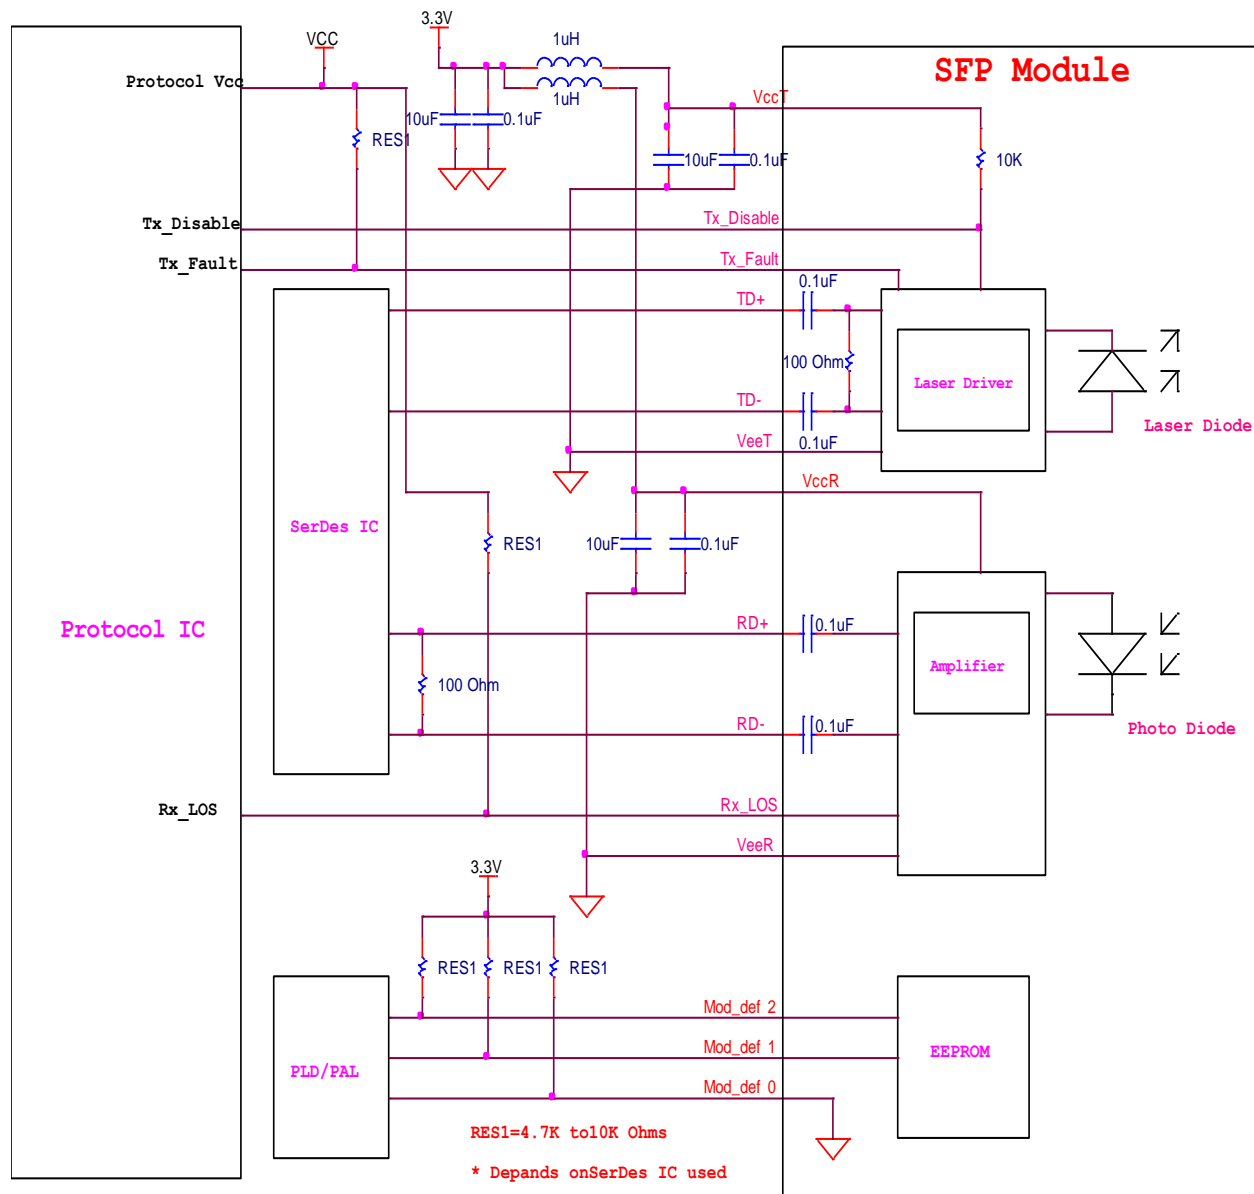 3.3V
VCC
1uH
SFP Module
Protocol Vcc
1uH
VccT
10uF
0.1uF
RES1
10uF
0.1uF
10K
Tx_Disable
Tx_Disable
Tx_Fault
Tx_Fault
0.1uF
TD+
100 Ohm
Laser Driver
TD-
Laser Diode
VeeT
0.1uF
VccR
SerDes IC
RES1
10uF
0.1uF
Protocol IC
RD+
0.1uF
Amplifier
100 Ohm
RD-
0.1uF
Photo Diode
Rx_LOS
Rx_LOS
VeeR
3.3V
RES1
RES1
RES1
Mod_def 2
Mod_def 1
EEPROM
PLD/PAL
Mod_def 0
RES1=4.7K to10K Ohms
* Depands onSerDes IC used